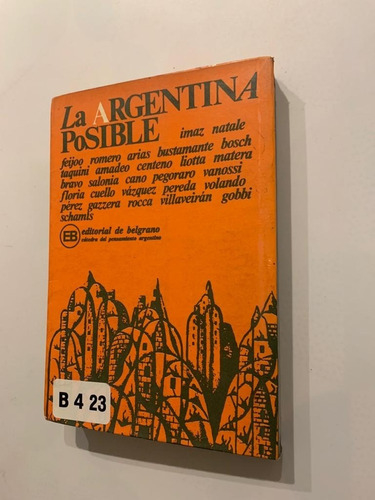 La ARGENTINA
PoSIBLE
imaz natale
feijoo romero arias bustamante bosch
taquini amadeo centeno liotta matera
bravo salonia cano pegoraro vanossi
floria cuello vázquez pereda volando
pérez gazzera rocca villaveirán gobbi
schamis
EB editorial de belgrano
cátedra del pensamiento argentino
B 4 23